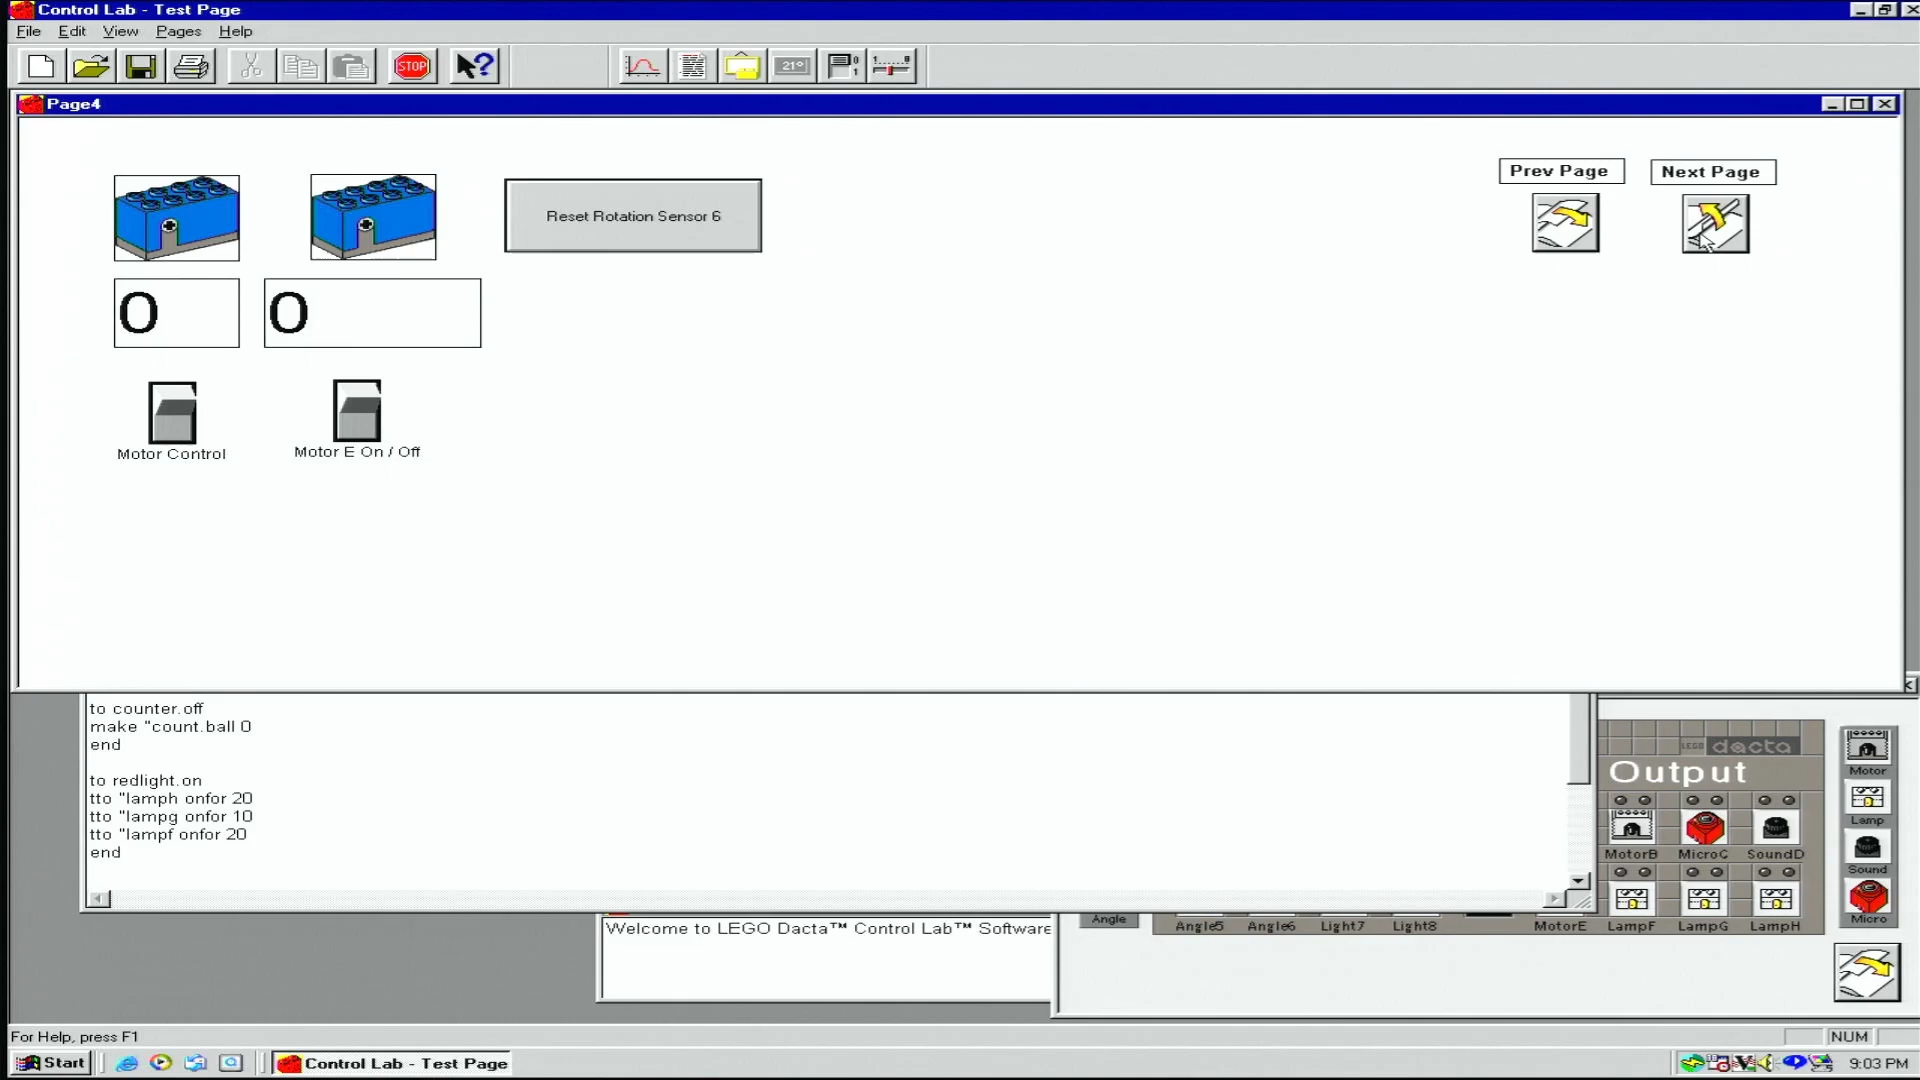 Control Lab - Test Page
File Edit View Pages Help
STOP
21°
Page4
Reset Rotation Sensor 6
Prev Page
Next Page
0
0
Motor Control
Motor E On / Off
to counter.off
make "count.ball 0
end
to redlight.on
tto "lamph onfor 20
tto "lampg onfor 10
tto "lampf onfor 20
end
LEGO dacta
Output
Motor
Lamp
Sound
Micro
MotorB MicroC SoundD
Angle
Angle5 Angle6 Light7 Light8 MotorE LampF LampG LampH
Welcome to LEGO Dacta™ Control Lab™ Software
For Help, press F1
NUM
Start
Control Lab - Test Page
9:03 PM